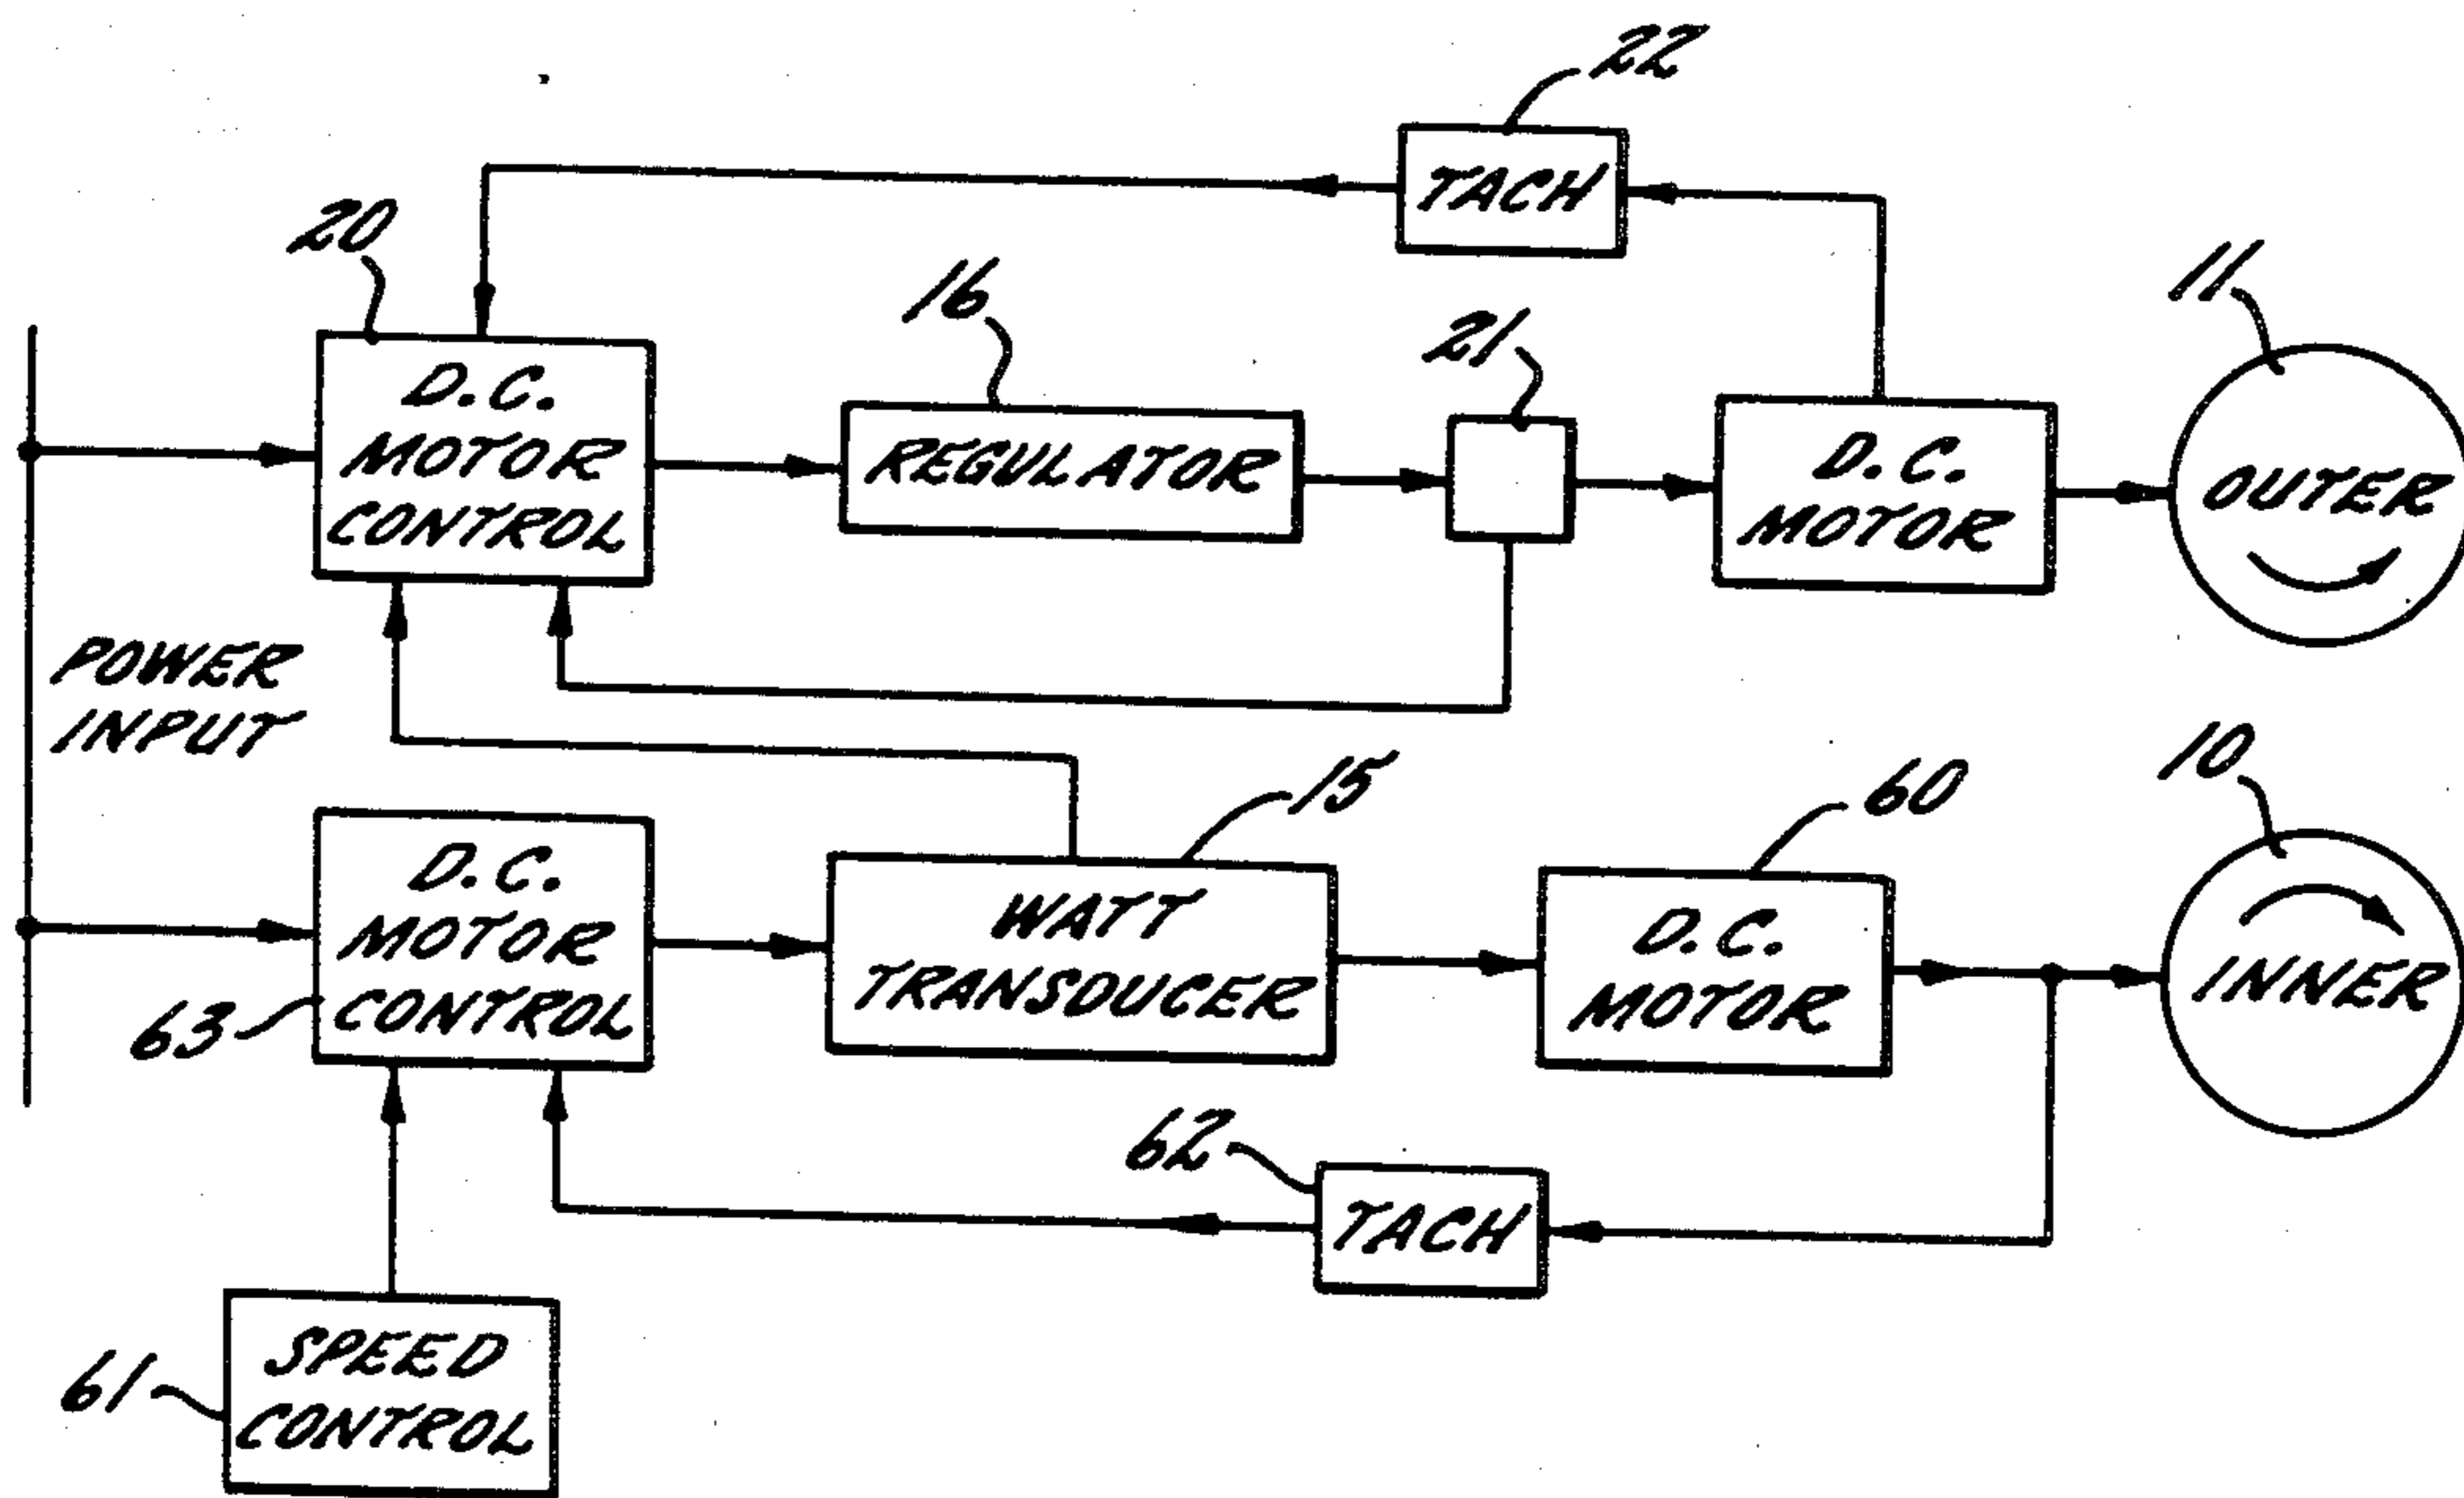 22
TACH
20
16
21
11
D.C.
MOTOR
CONTROL
REGULATOR
D.C.
MOTOR
OUTER
POWER
INPUT
15
60
10
D.C.
MOTOR
CONTROL
63
WATT
TRANSDUCER
D.C.
MOTOR
INNER
62
TACH
61
SPEED
CONTROL